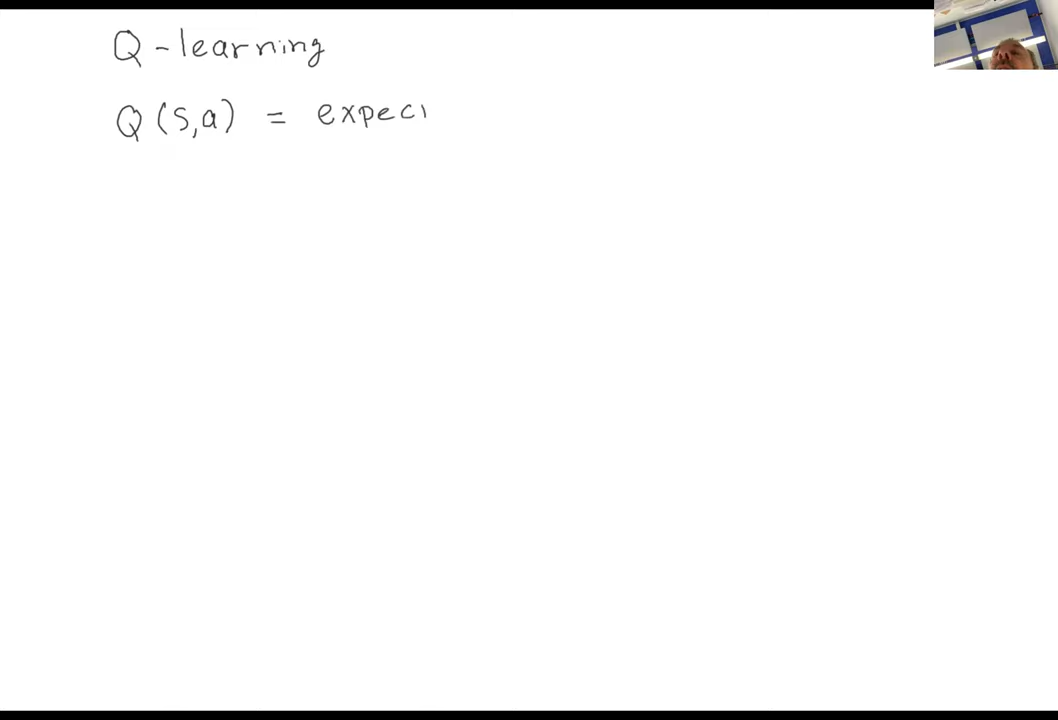 Q-learning
Q(s,a) = expec